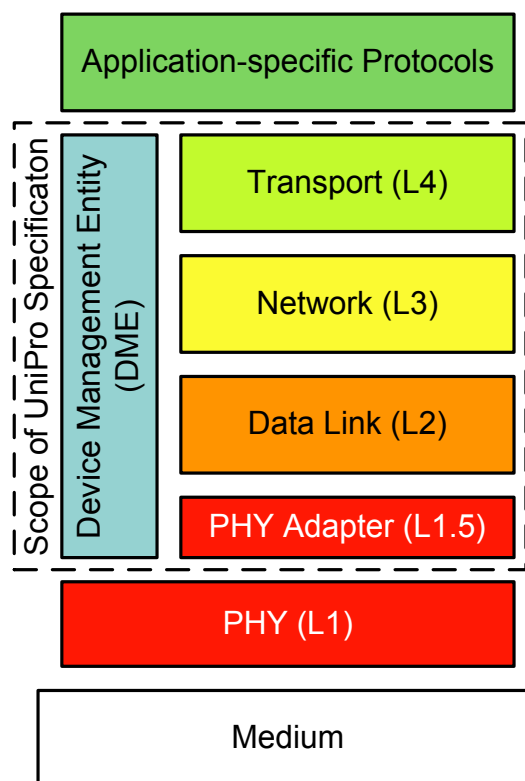 Application-specific Protocols
Scope of UniPro Specificaton
Device Management Entity
(DME)
Transport (L4)
Network (L3)
Data Link (L2)
PHY Adapter (L1.5)
PHY (L1)
Medium